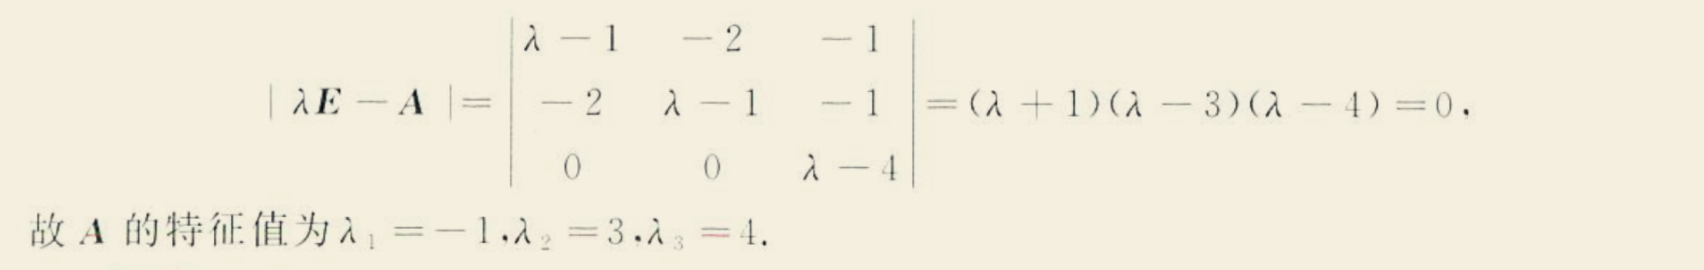 | λE − A | = | λ − 1 −2 −1 |
| −2 λ − 1 −1 | = (λ + 1)(λ − 3)(λ − 4) = 0,
| 0 0 λ − 4 |
故 A 的特征值为 λ₁ = −1, λ₂ = 3, λ₃ = 4.